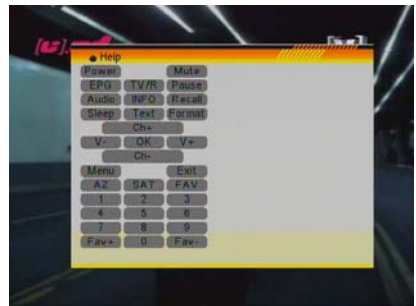 Help
Power Mute
EPG TV/R Pause
Audio INFO Recall
Sleep Text Format
Ch+
V- OK V+
Ch-
Menu Exit
AZ SAT FAV
1 2 3
4 5 6
7 8 9
Fav+ 0 Fav-